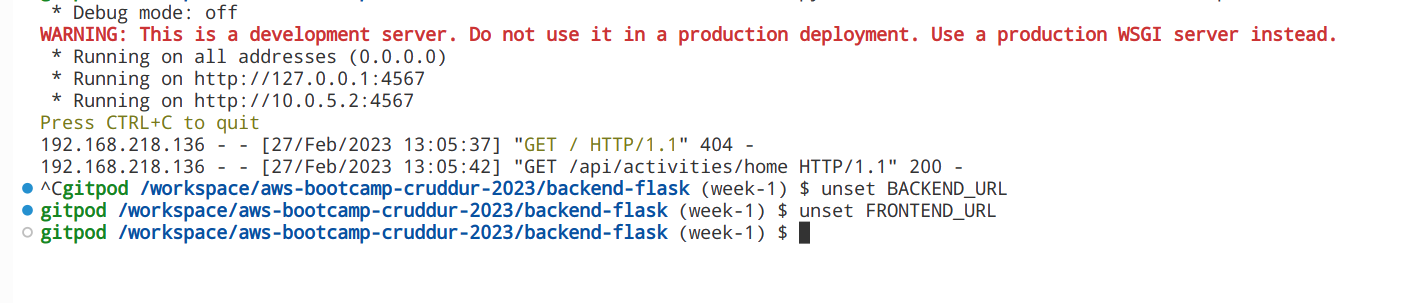 * Debug mode: off
WARNING: This is a development server. Do not use it in a production deployment. Use a production WSGI server instead.
* Running on all addresses (0.0.0.0)
* Running on http://127.0.0.1:4567
* Running on http://10.0.5.2:4567
Press CTRL+C to quit
192.168.218.136 - - [27/Feb/2023 13:05:37] "GET / HTTP/1.1" 404 -
192.168.218.136 - - [27/Feb/2023 13:05:42] "GET /api/activities/home HTTP/1.1" 200 -
^Cgitpod /workspace/aws-bootcamp-cruddur-2023/backend-flask (week-1) $ unset BACKEND_URL
gitpod /workspace/aws-bootcamp-cruddur-2023/backend-flask (week-1) $ unset FRONTEND_URL
gitpod /workspace/aws-bootcamp-cruddur-2023/backend-flask (week-1) $